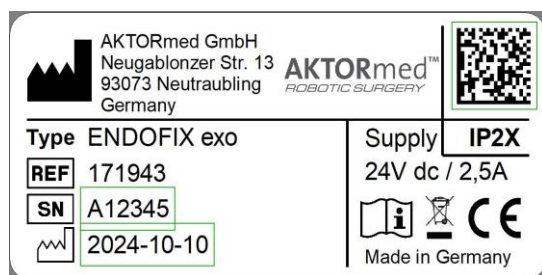 AKTORmed GmbH
Neugablonzer Str. 13
93073 Neutraubling
Germany
AKTORmed™
ROBOTIC SURGERY
Type ENDOFIX exo
REF 171943
SN A12345
2024-10-10
Supply IP2X
24V dc / 2,5A
i
CE
Made in Germany